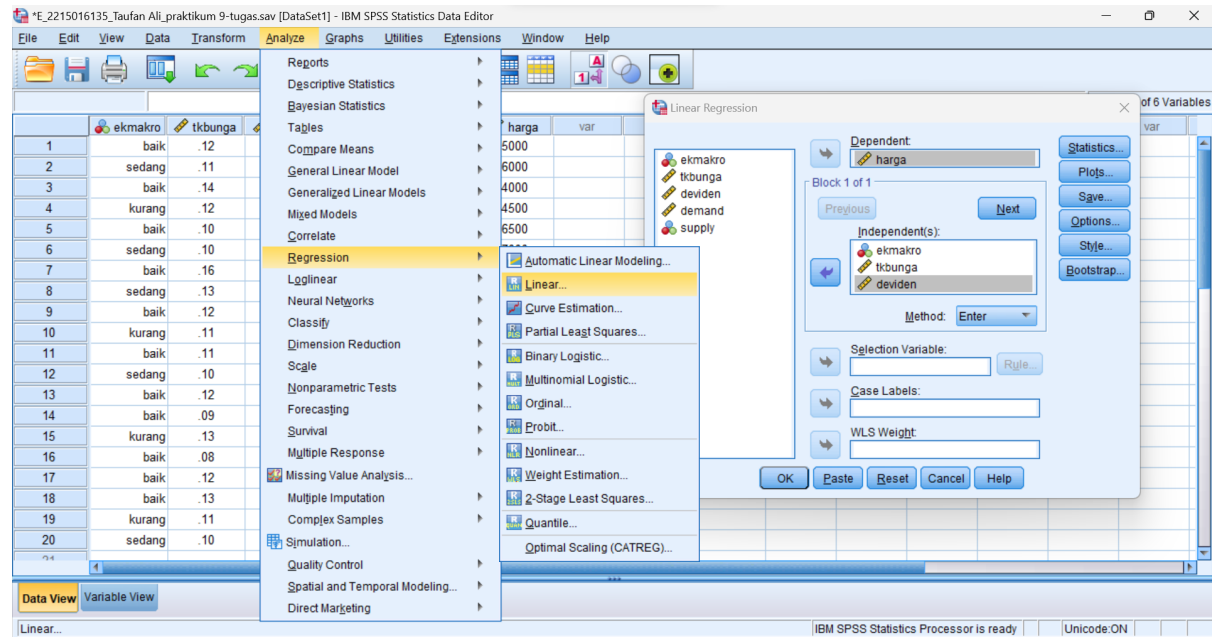 *E_2215016135_Taufan Ali_praktikum 9-tugas.sav [DataSet1] - IBM SPSS Statistics Data Editor
File Edit View Data Transform Analyze Graphs Utilities Extensions Window Help
of 6 Variables
ekmakro tkbunga harga var var
1 baik .12 5000
2 sedang .11 6000
3 baik .14 4000
4 kurang .12 4500
5 baik .10 6500
6 sedang .10
7 baik .16
8 sedang .13
9 baik .12
10 kurang .11
11 baik .11
12 sedang .10
13 baik .12
14 baik .09
15 kurang .13
16 baik .08
17 baik .12
18 baik .13
19 kurang .11
20 sedang .10
Reports
Descriptive Statistics
Bayesian Statistics
Tables
Compare Means
General Linear Model
Generalized Linear Models
Mixed Models
Correlate
Regression
Loglinear
Neural Networks
Classify
Dimension Reduction
Scale
Nonparametric Tests
Forecasting
Survival
Multiple Response
Missing Value Analysis...
Multiple Imputation
Complex Samples
Simulation...
Quality Control
Spatial and Temporal Modeling...
Direct Marketing
Automatic Linear Modeling...
Linear...
Curve Estimation...
Partial Least Squares...
Binary Logistic...
Multinomial Logistic...
Ordinal...
Probit...
Nonlinear...
Weight Estimation...
2-Stage Least Squares...
Quantile...
Optimal Scaling (CATREG)...
Linear Regression
ekmakro
tkbunga
deviden
demand
supply
Dependent:
harga
Block 1 of 1
Previous Next
Independent(s):
ekmakro
tkbunga
deviden
Method: Enter
Selection Variable:
Rule...
Case Labels:
WLS Weight:
Statistics...
Plots...
Save...
Options...
Style...
Bootstrap...
OK Paste Reset Cancel Help
Data View Variable View
Linear...
IBM SPSS Statistics Processor is ready Unicode:ON